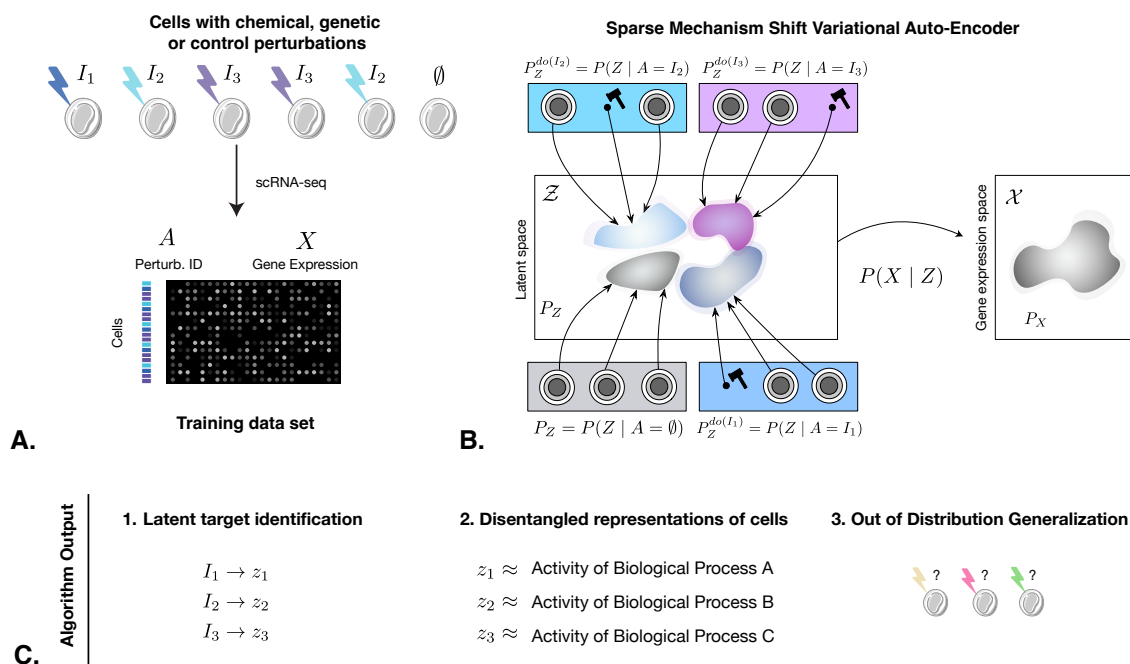 Cells with chemical, genetic
or control perturbations
I₁ I₂ I₃ I₃ I₂ ∅
scRNA-seq
A X
Perturb. ID Gene Expression
Cells
Training data set
A.
Sparse Mechanism Shift Variational Auto-Encoder
P_Z^{do(I₂)} = P(Z | A = I₂) P_Z^{do(I₃)} = P(Z | A = I₃)
Latent space
𝒵
P_Z
P(X | Z)
Gene expression space
𝒳
P_X
P_Z = P(Z | A = ∅) P_Z^{do(I₁)} = P(Z | A = I₁)
B.
Algorithm Output
1. Latent target identification
I₁ → z₁
I₂ → z₂
I₃ → z₃
2. Disentangled representations of cells
z₁ ≈ Activity of Biological Process A
z₂ ≈ Activity of Biological Process B
z₃ ≈ Activity of Biological Process C
3. Out of Distribution Generalization
? ? ?
C.